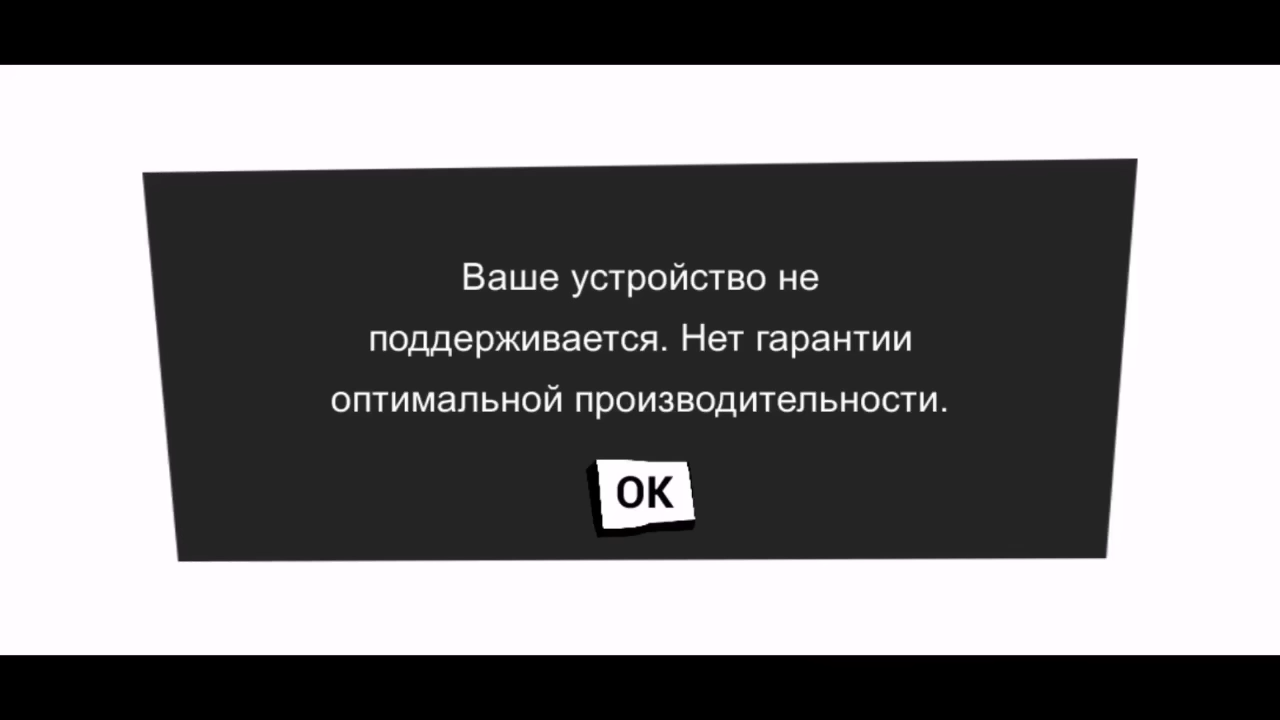 Ваше устройство не
поддерживается. Нет гарантии
оптимальной производительности.
OK